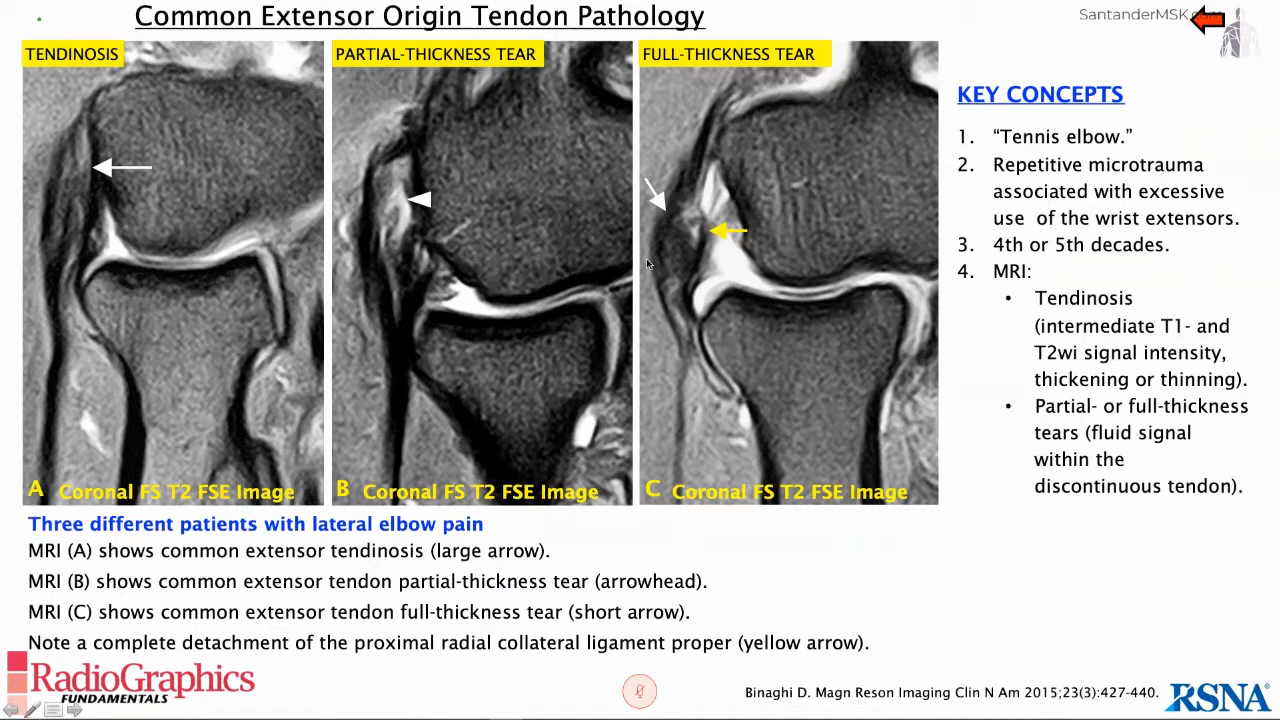 Common Extensor Origin Tendon Pathology
SantanderMSK.com
TENDINOSIS
PARTIAL-THICKNESS TEAR
FULL-THICKNESS TEAR
A Coronal FS T2 FSE Image
B Coronal FS T2 FSE Image
C Coronal FS T2 FSE Image
KEY CONCEPTS
1. “Tennis elbow.”
2. Repetitive microtrauma
associated with excessive
use of the wrist extensors.
3. 4th or 5th decades.
4. MRI:
• Tendinosis
(intermediate T1- and
T2wi signal intensity,
thickening or thinning).
• Partial- or full-thickness
tears (fluid signal
within the
discontinuous tendon).
Three different patients with lateral elbow pain
MRI (A) shows common extensor tendinosis (large arrow).
MRI (B) shows common extensor tendon partial-thickness tear (arrowhead).
MRI (C) shows common extensor tendon full-thickness tear (short arrow).
Note a complete detachment of the proximal radial collateral ligament proper (yellow arrow).
RadioGraphics
FUNDAMENTALS
Binaghi D. Magn Reson Imaging Clin N Am 2015;23(3):427-440.
RSNA®